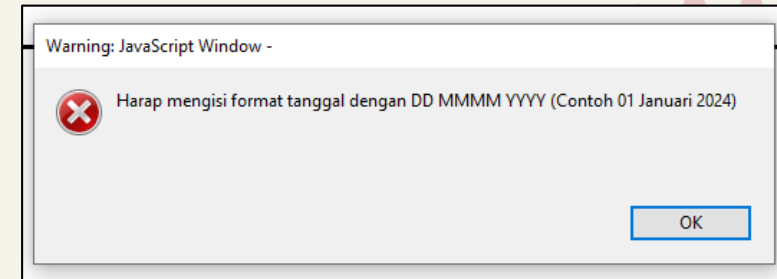 Warning: JavaScript Window -
Harap mengisi format tanggal dengan DD MMMM YYYY (Contoh 01 Januari 2024)
OK